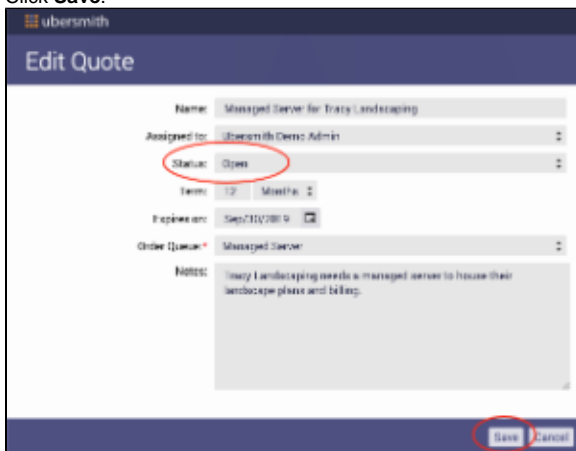 Click Save.
ubersmith
Edit Quote
Name: Managed Server for Tracy Landscaping
Assigned to: Ubersmith Demo Admin
Status: Open
Term: 12 Months
Expires on: Sep/30/2019
Order Queue:* Managed Server
Notes: Tracy Landscaping needs a managed server to house their
landscape plans and billing.
Save Cancel